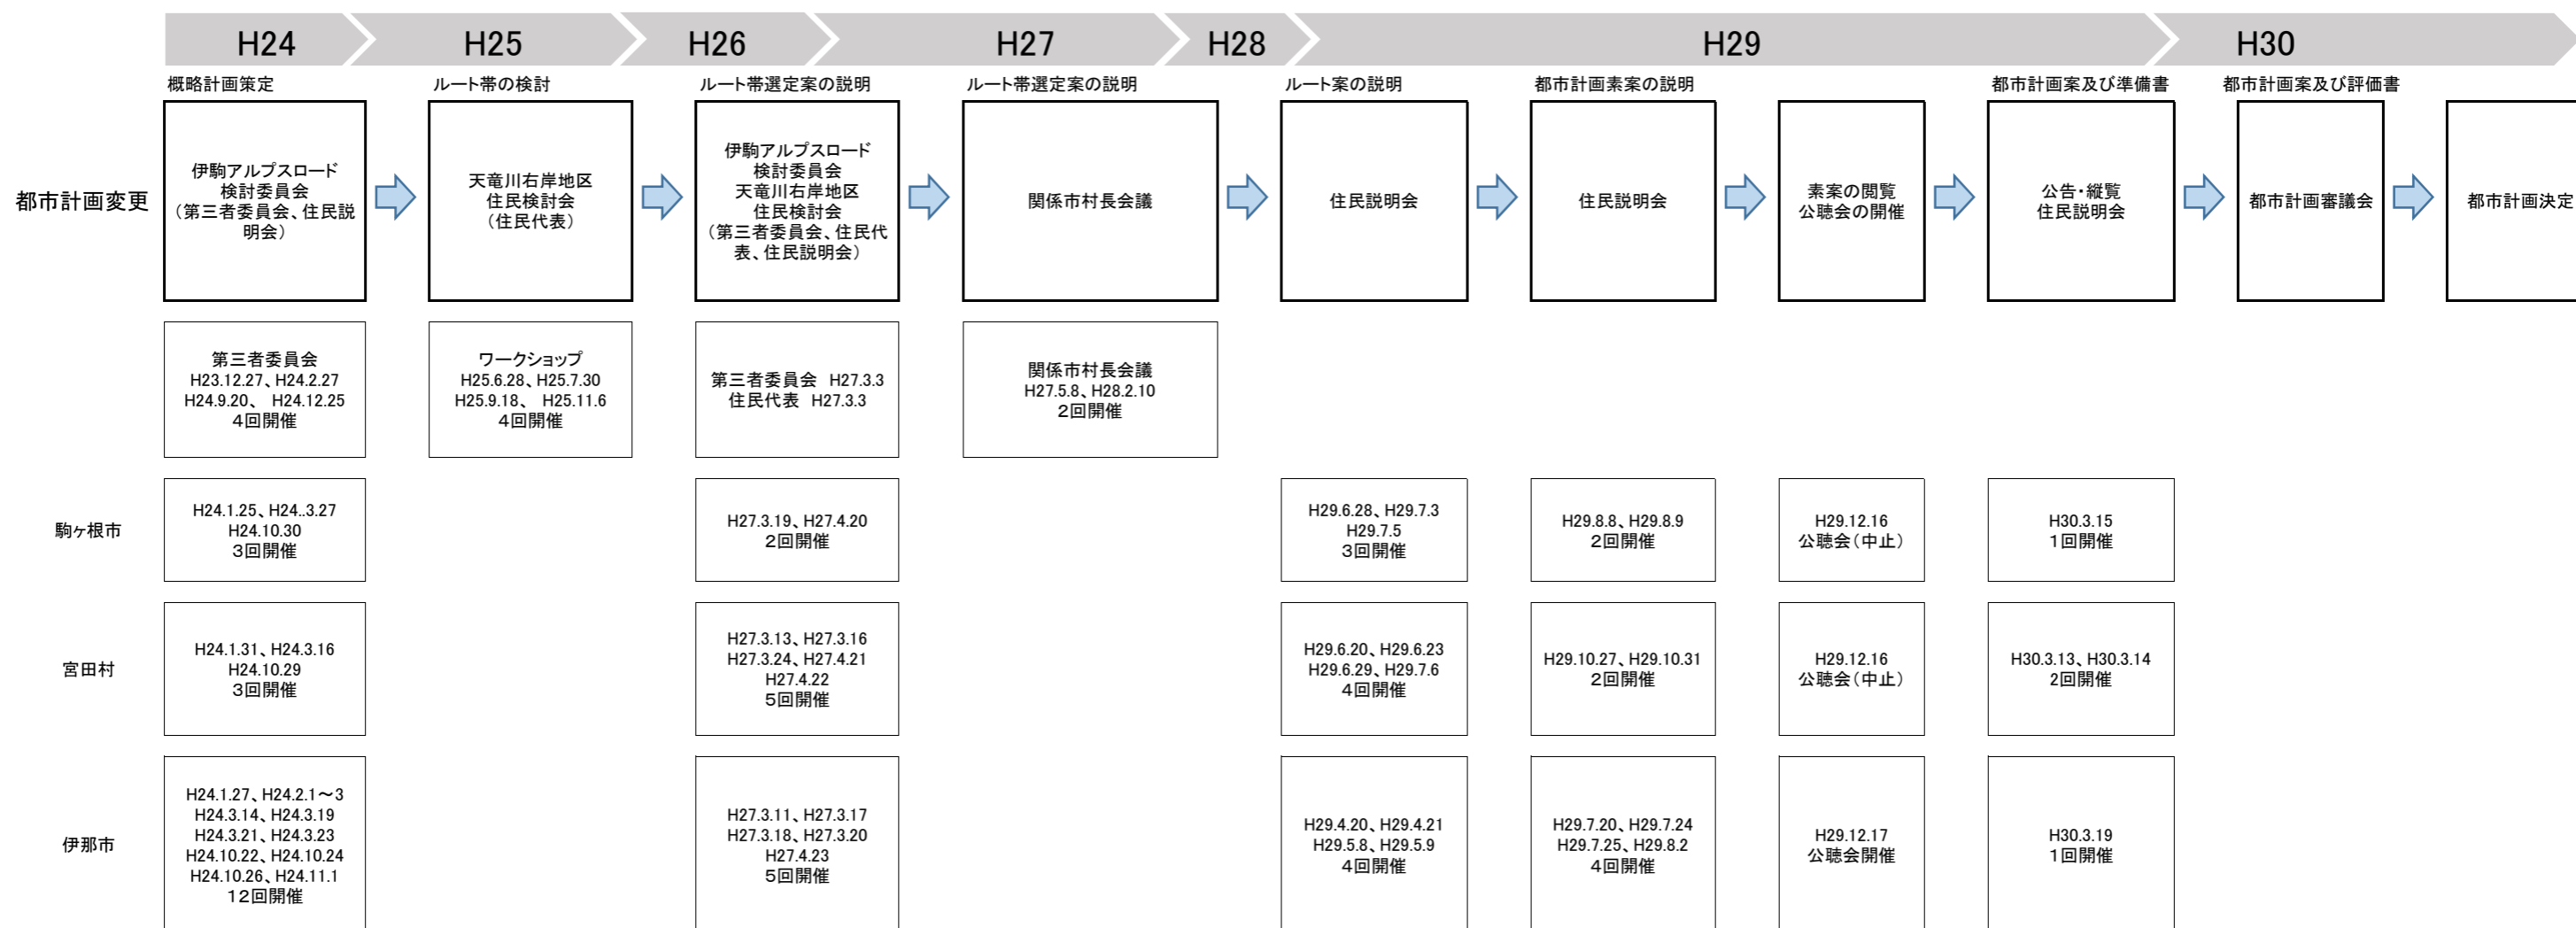 H24
H25
H26
H27
H28
H29
H30
概略計画策定
ルート帯の検討
ルート帯選定案の説明
ルート帯選定案の説明
ルート案の説明
都市計画素案の説明
都市計画案及び準備書
都市計画案及び評価書
都市計画変更
伊駒アルプスロード
検討委員会
（第三者委員会、住民説
明会）
天竜川右岸地区
住民検討会
（住民代表）
伊駒アルプスロード
検討委員会
天竜川右岸地区
住民検討会
（第三者委員会、住民代
表、住民説明会）
関係市村長会議
住民説明会
住民説明会
素案の閲覧
公聴会の開催
公告・縦覧
住民説明会
都市計画審議会
都市計画決定
第三者委員会
H23.12.27、H24.2.27
H24.9.20、 H24.12.25
４回開催
ワークショップ
H25.6.28、H25.7.30
H25.9.18、 H25.11.6
４回開催
第三者委員会 H27.3.3
住民代表 H27.3.3
関係市村長会議
H27.5.8、H28.2.10
２回開催
駒ヶ根市
H24.1.25、H24..3.27
H24.10.30
３回開催
H27.3.19、H27.4.20
２回開催
H29.6.28、H29.7.3
H29.7.5
３回開催
H29.8.8、H29.8.9
２回開催
H29.12.16
公聴会（中止）
H30.3.15
１回開催
宮田村
H24.1.31、H24.3.16
H24.10.29
３回開催
H27.3.13、H27.3.16
H27.3.24、H27.4.21
H27.4.22
５回開催
H29.6.20、H29.6.23
H29.6.29、H29.7.6
４回開催
H29.10.27、H29.10.31
２回開催
H29.12.16
公聴会（中止）
H30.3.13、H30.3.14
２回開催
伊那市
H24.1.27、H24.2.1～3
H24.3.14、H24.3.19
H24.3.21、H24.3.23
H24.10.22、H24.10.24
H24.10.26、H24.11.1
１２回開催
H27.3.11、H27.3.17
H27.3.18、H27.3.20
H27.4.23
５回開催
H29.4.20、H29.4.21
H29.5.8、H29.5.9
４回開催
H29.7.20、H29.7.24
H29.7.25、H29.8.2
４回開催
H29.12.17
公聴会開催
H30.3.19
１回開催